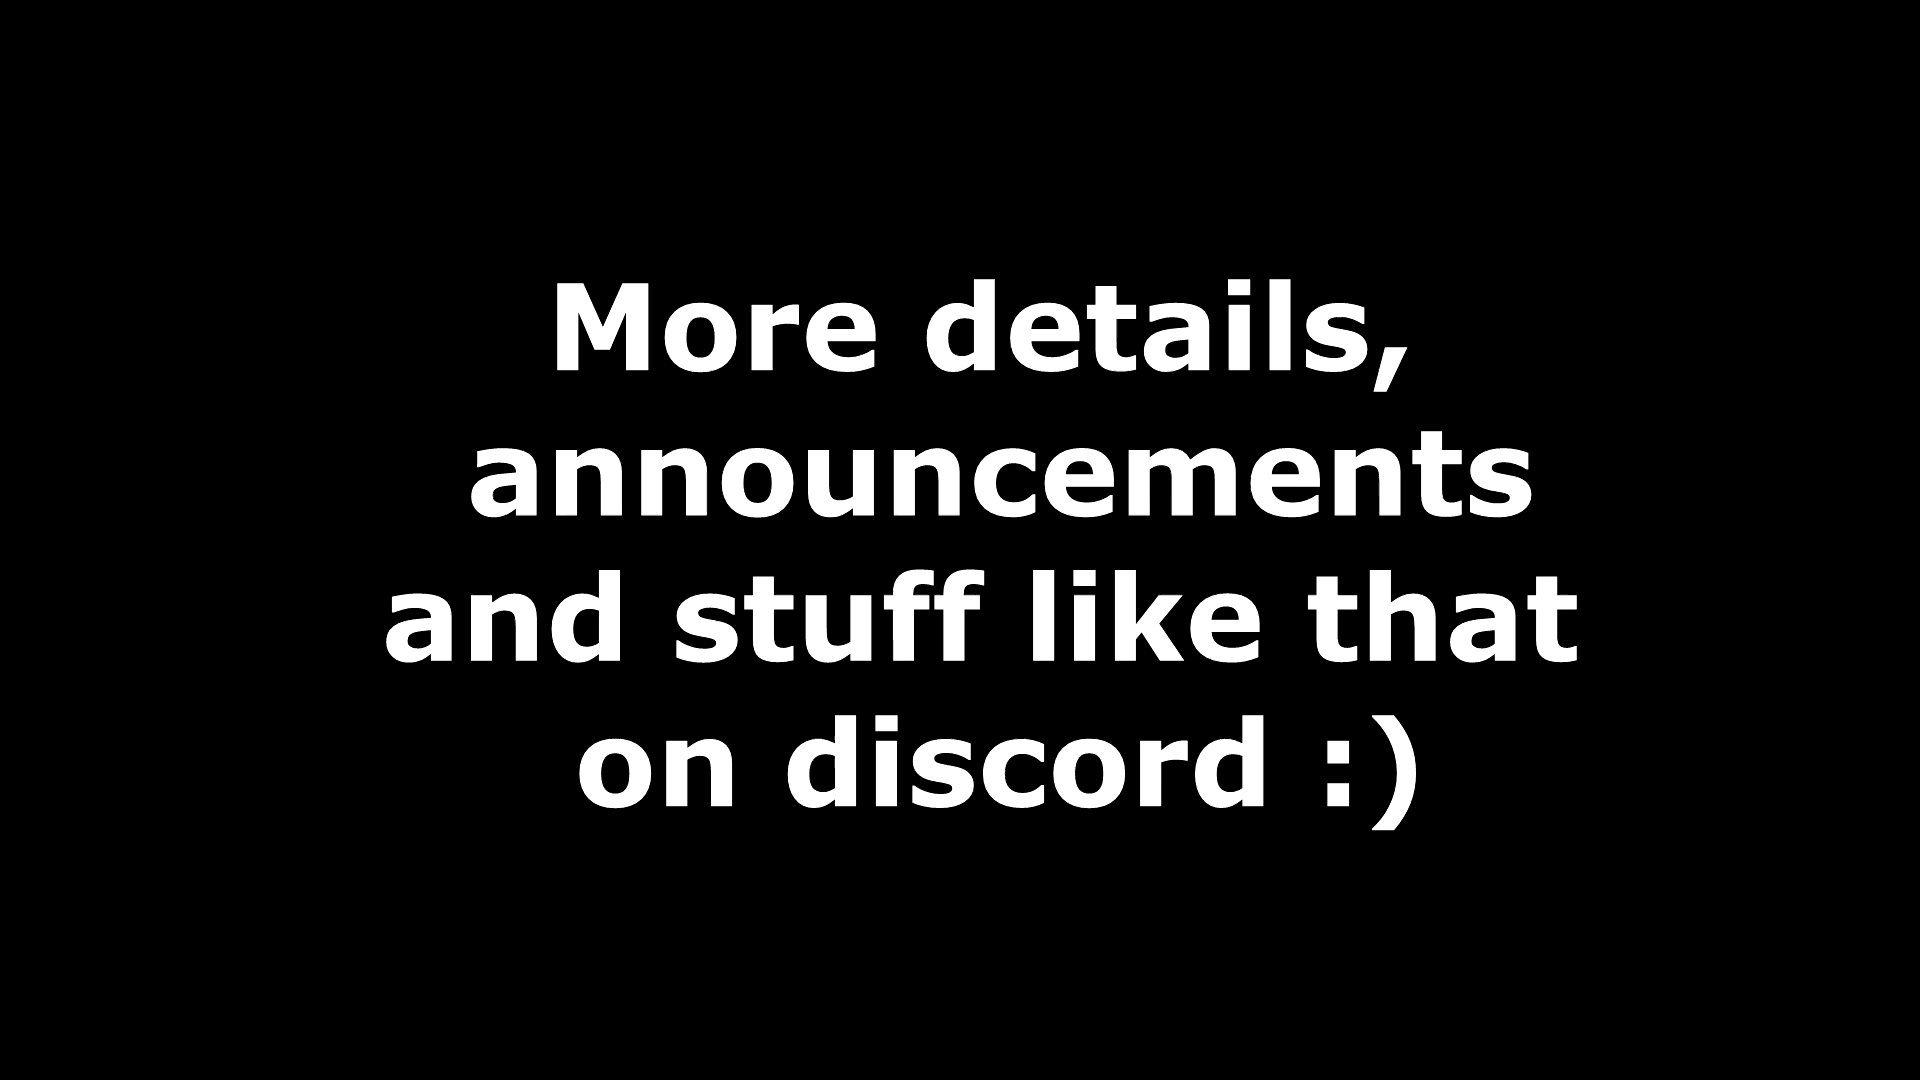 More details,
announcements
and stuff like that
on discord :)